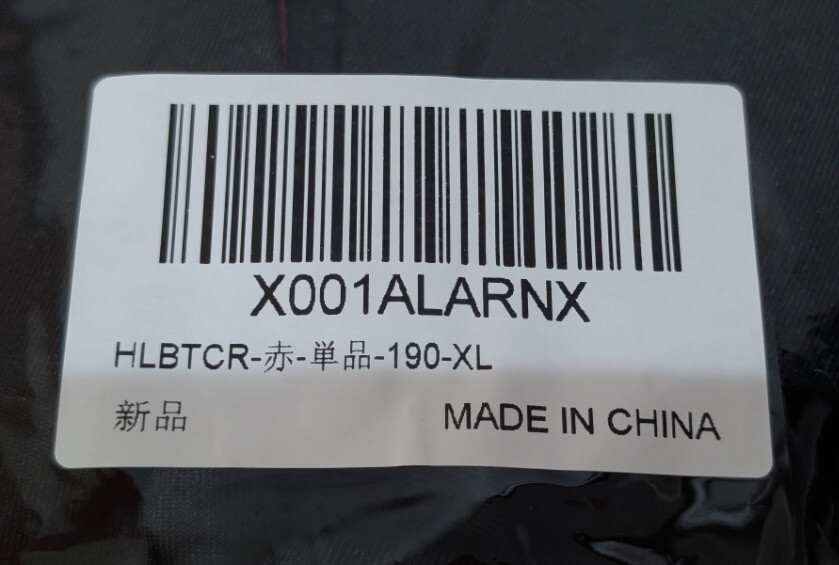 X001ALARNX
HLBTCR-赤-単品-190-XL
新品 MADE IN CHINA